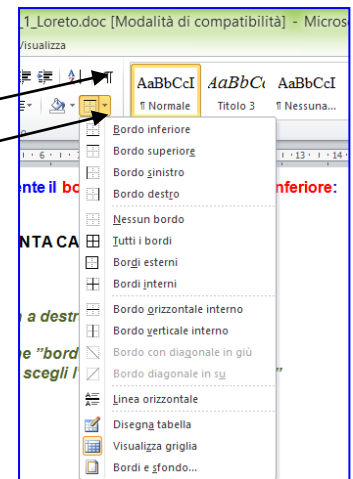 _1_Loreto.doc [Modalità di compatibilità] - Micros
Visualizza
AaBbCcI AaBbCc AaBbCcI
¶ Normale Titolo 3 ¶ Nessuna...
Bordo inferiore
· 6 · 13 · 14
Bordo superiore
Bordo sinistro
nte il bo nferiore:
Bordo destro
Nessun bordo
NTA CA Tutti i bordi
Bordi esterni
Bordi interni
Bordo orizzontale interno
a destr
Bordo verticale interno
e "bord Bordo con diagonale in giù
scegli l' Bordo diagonale in su "
Linea orizzontale
Disegna tabella
Visualizza griglia
Bordi e sfondo...